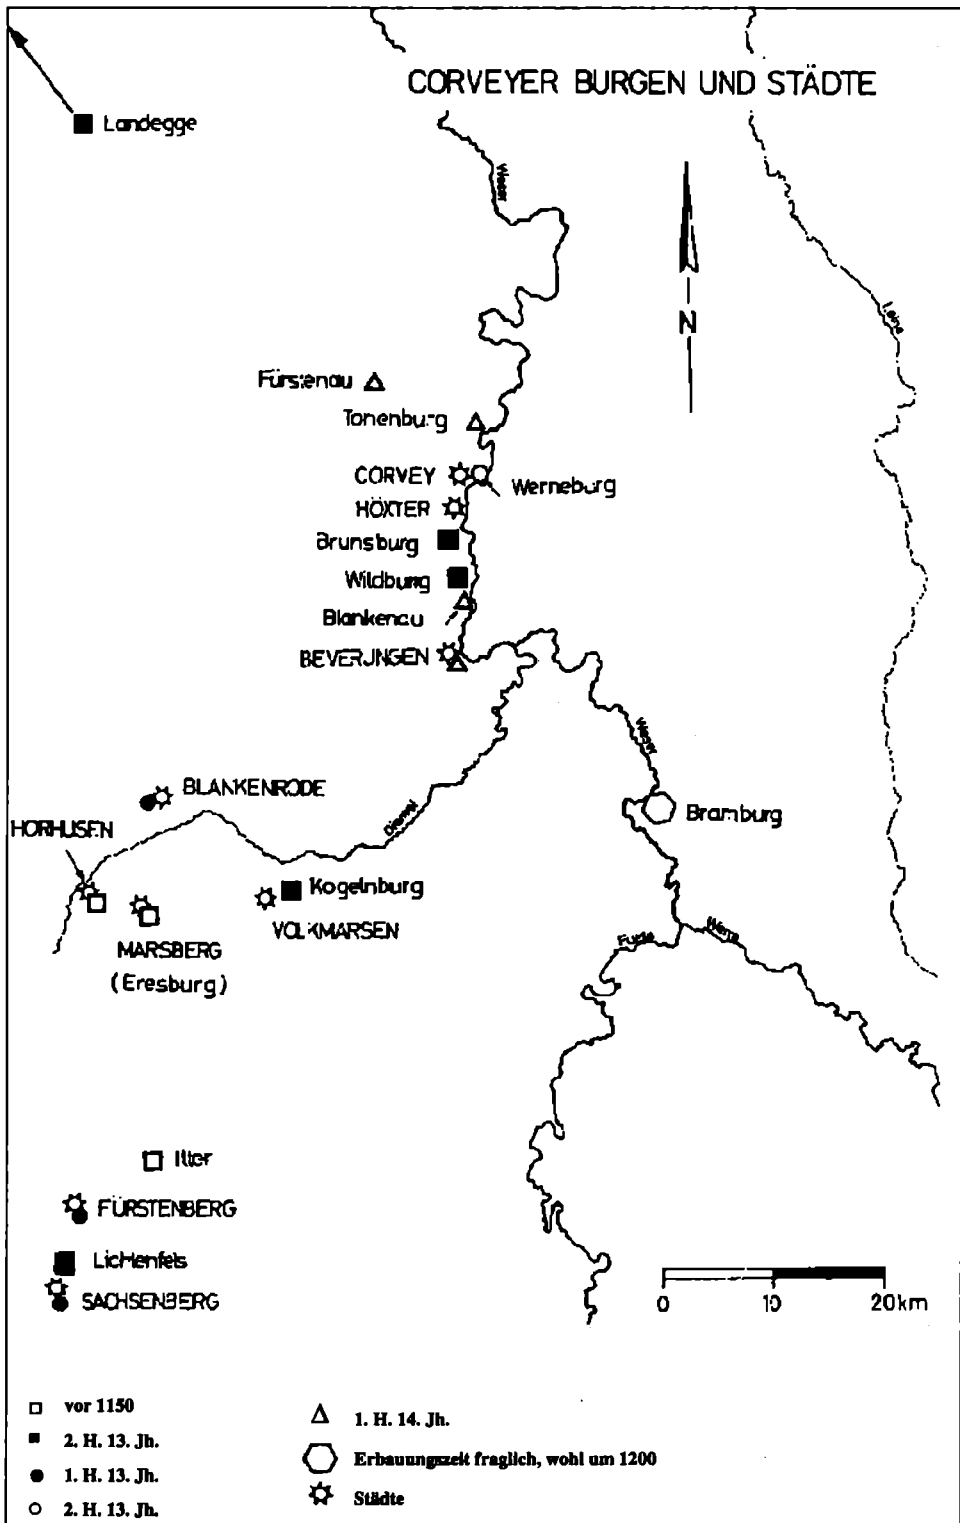 CORVEYER BURGEN UND STÄDTE
Landegge
Weser
N
Leine
Fürstenau
Tonenburg
CORVEY
Werneburg
HÖXTER
Brunsburg
Wildburg
Blankenau
BEVERJNGEN
Weser
BLANKENRODE
Diemel
HORHUSEN
Bramburg
Kogelnburg
VOLKMARSEN
MARSBERG
(Eresburg)
Fulda
Werra
Itter
FÜRSTENBERG
Lichtenfels
SACHSENBERG
0 10 20km
vor 1150
2. H. 13. Jh.
1. H. 13. Jh.
2. H. 13. Jh.
1. H. 14. Jh.
Erbauungszeit fraglich, wohl um 1200
Städte